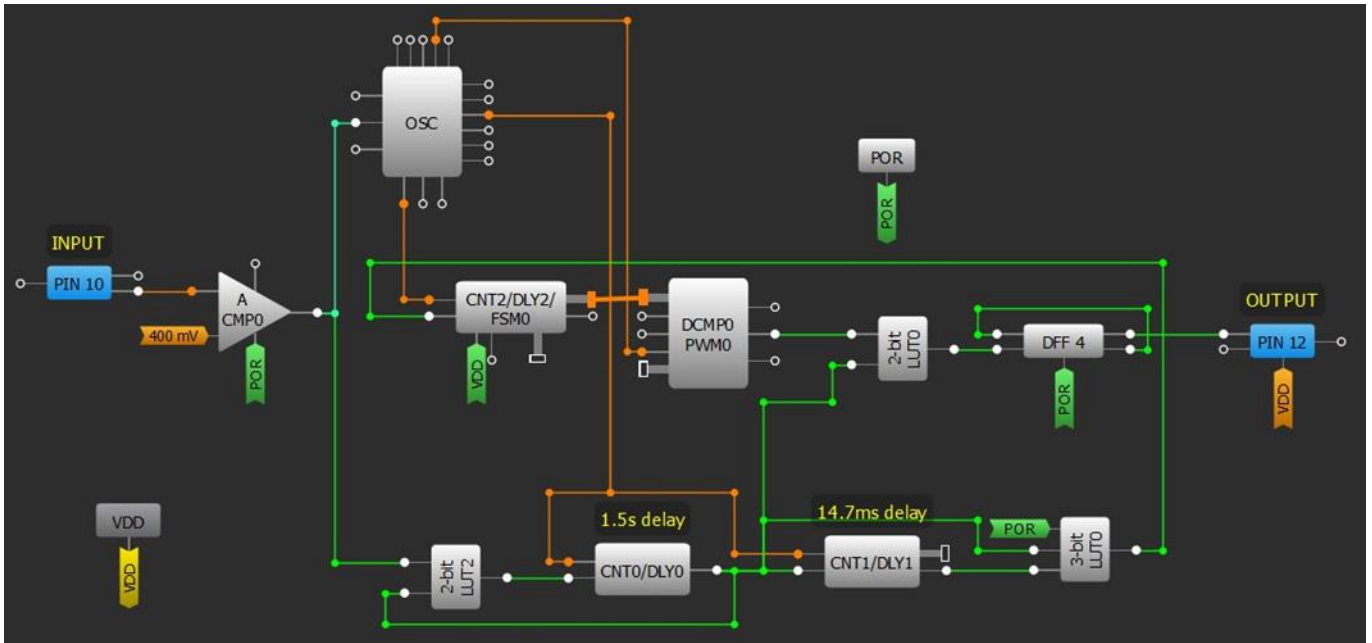 OSC
POR
POR
INPUT
PIN 10
A
CMP0
400 mV
POR
CNT2/DLY2/
FSM0
VDD
DCMP0
PWM0
2-bit
LUT0
DFF 4
POR
OUTPUT
PIN 12
VDD
VDD
VDD
2-bit
LUT2
1.5s delay
CNT0/DLY0
14.7ms delay
CNT1/DLY1
POR
3-bit
LUT0